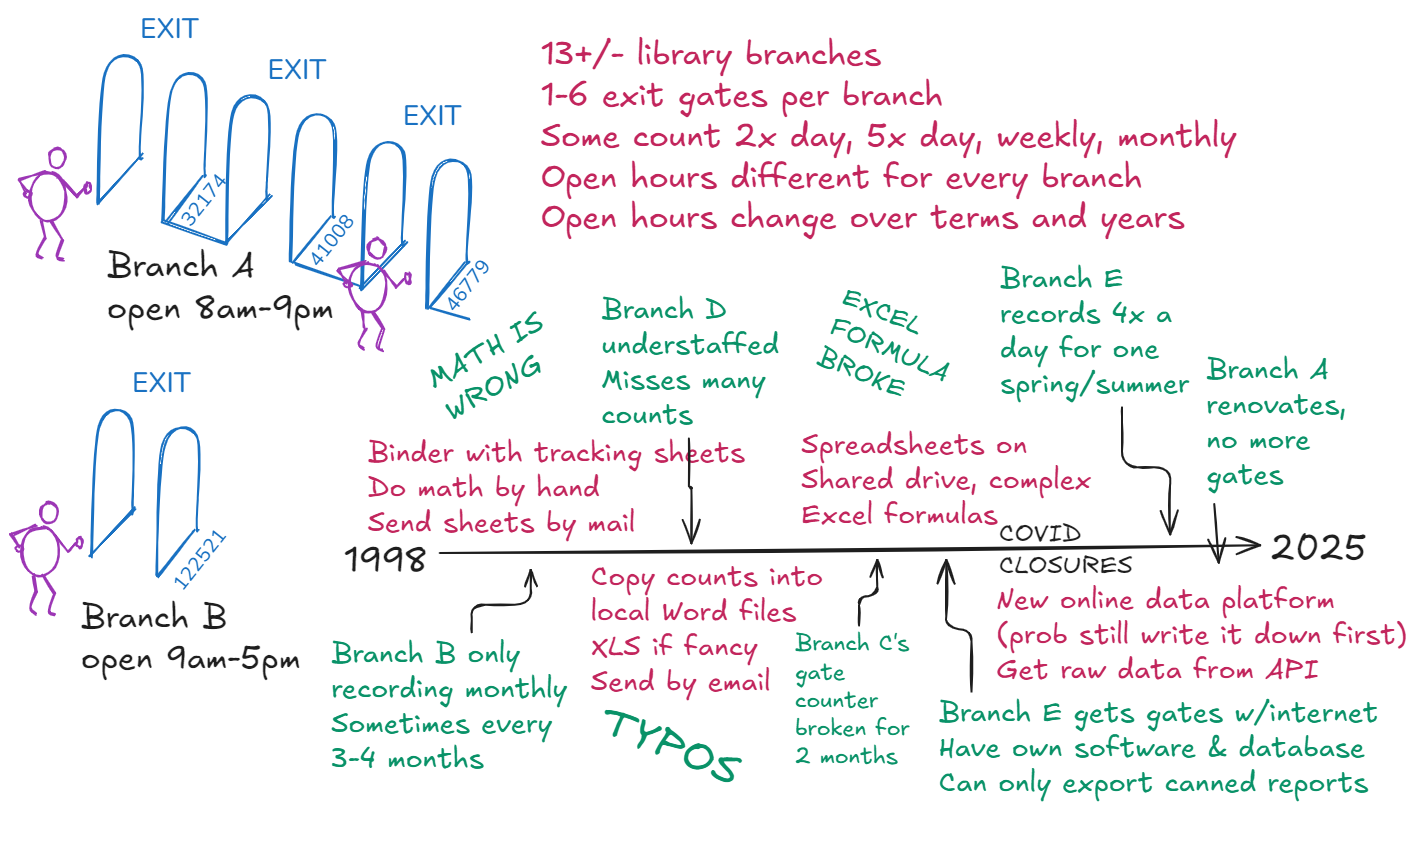 EXIT
EXIT
EXIT
32174
41008
46779
Branch A
open 8am-9pm
EXIT
122521
Branch B
open 9am-5pm
13+/- library branches
1-6 exit gates per branch
Some count 2x day, 5x day, weekly, monthly
Open hours different for every branch
Open hours change over terms and years
MATH IS
WRONG
Branch D
understaffed
Misses many
counts
EXCEL
FORMULA
BROKE
Branch E
records 4x a
day for one
spring/summer
Branch A
renovates,
no more
gates
Binder with tracking sheets
Do math by hand
Send sheets by mail
Spreadsheets on
Shared drive, complex
Excel formulas
COVID
CLOSURES
1998
2025
Branch B only
recording monthly
Sometimes every
3-4 months
Copy counts into
local Word files
XLS if fancy
Send by email
TYPOS
Branch C's
gate
counter
broken for
2 months
New online data platform
(prob still write it down first)
Get raw data from API
Branch E gets gates w/internet
Have own software & database
Can only export canned reports